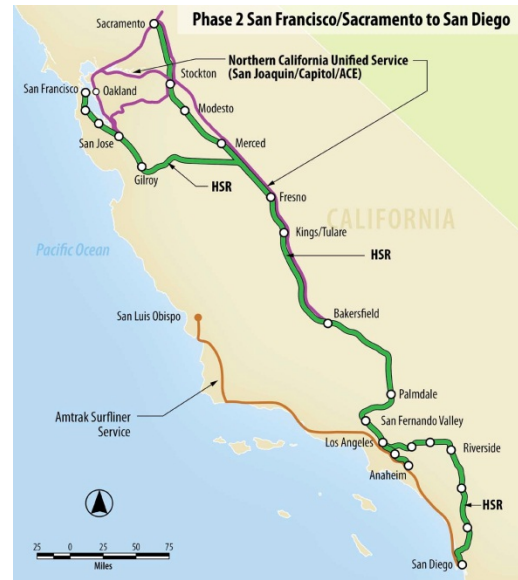 Phase 2 San Francisco/Sacramento to San Diego
Sacramento
Northern California Unified Service
(San Joaquin/Capitol/ACE)
Stockton
San Francisco
Oakland
Modesto
San Jose
Merced
Gilroy
HSR
Fresno
CALIFORNIA
Kings/Tulare
Pacific Ocean
HSR
San Luis Obispo
Bakersfield
Palmdale
Amtrak Surfliner
Service
San Fernando Valley
Los Angeles
Riverside
Anaheim
HSR
San Diego
25 0 25 50 75
Miles